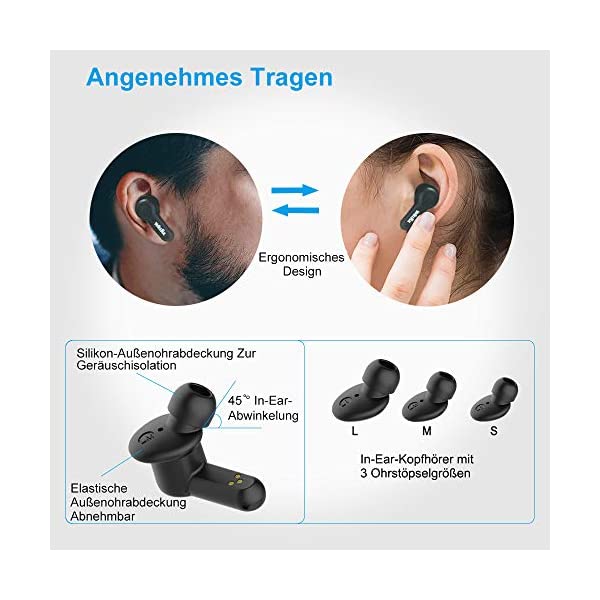 Angenehmes Tragen
Ergonomisches
Design
Silikon-Außenohrabdeckung Zur
Geräuschisolation
45° In-Ear-
Abwinkelung
Elastische
Außenohrabdeckung
Abnehmbar
L M S
In-Ear-Kopfhörer mit
3 Ohrstöpselgrößen